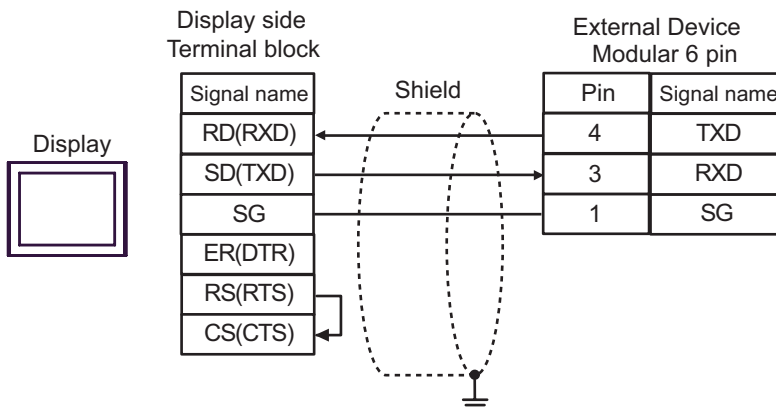 Display side
Terminal block
External Device
Modular 6 pin
Signal name
Shield
Pin
Signal name
Display
RD(RXD)
4
TXD
SD(TXD)
3
RXD
SG
1
SG
ER(DTR)
RS(RTS)
CS(CTS)